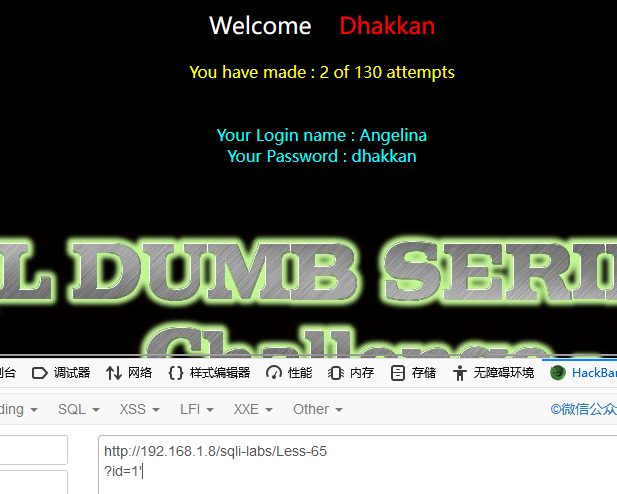 Welcome Dhakkan
You have made : 2 of 130 attempts
Your Login name : Angelina
Your Password : dhakkan
L DUMB SERI
Challenge -
制台 调试器 网络 样式编辑器 性能 内存 存储 无障碍环境 HackBa
ding SQL XSS LFI XXE Other ©微信公众
http://192.168.1.8/sqli-labs/Less-65
?id=1'